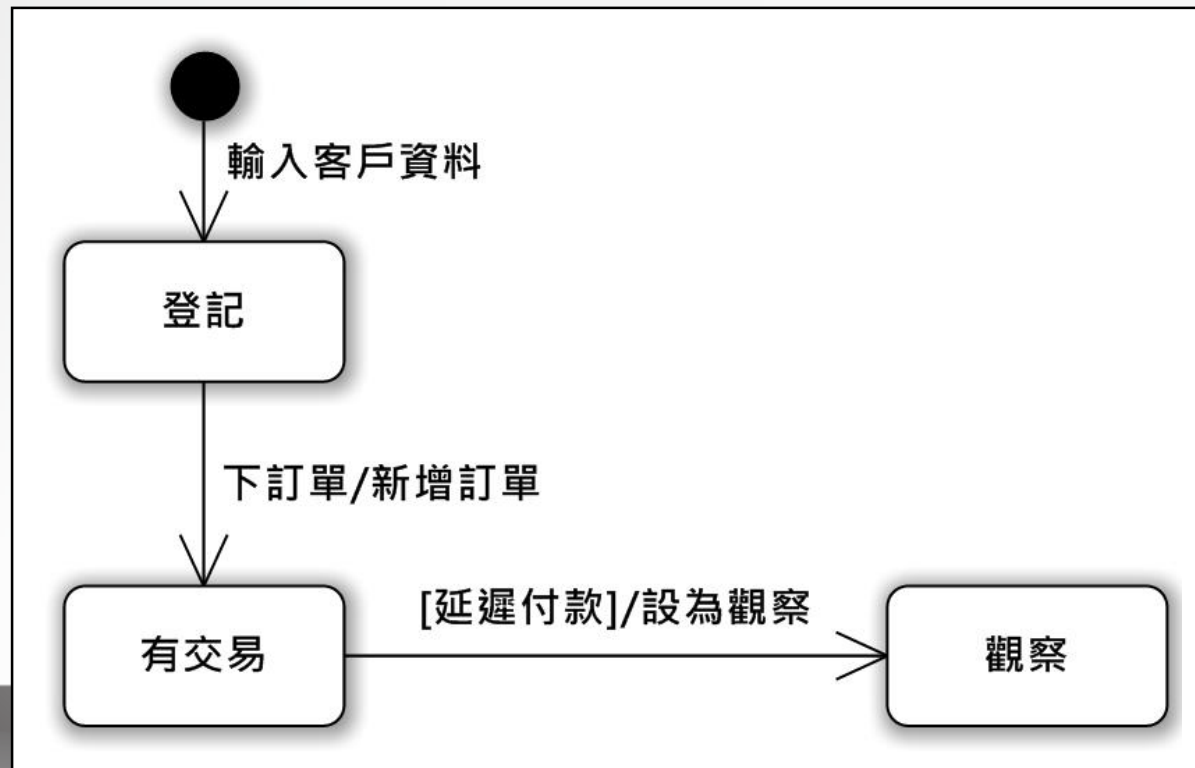 輸入客戶資料
登記
下訂單/新增訂單
[延遲付款]/設為觀察
有交易
觀察